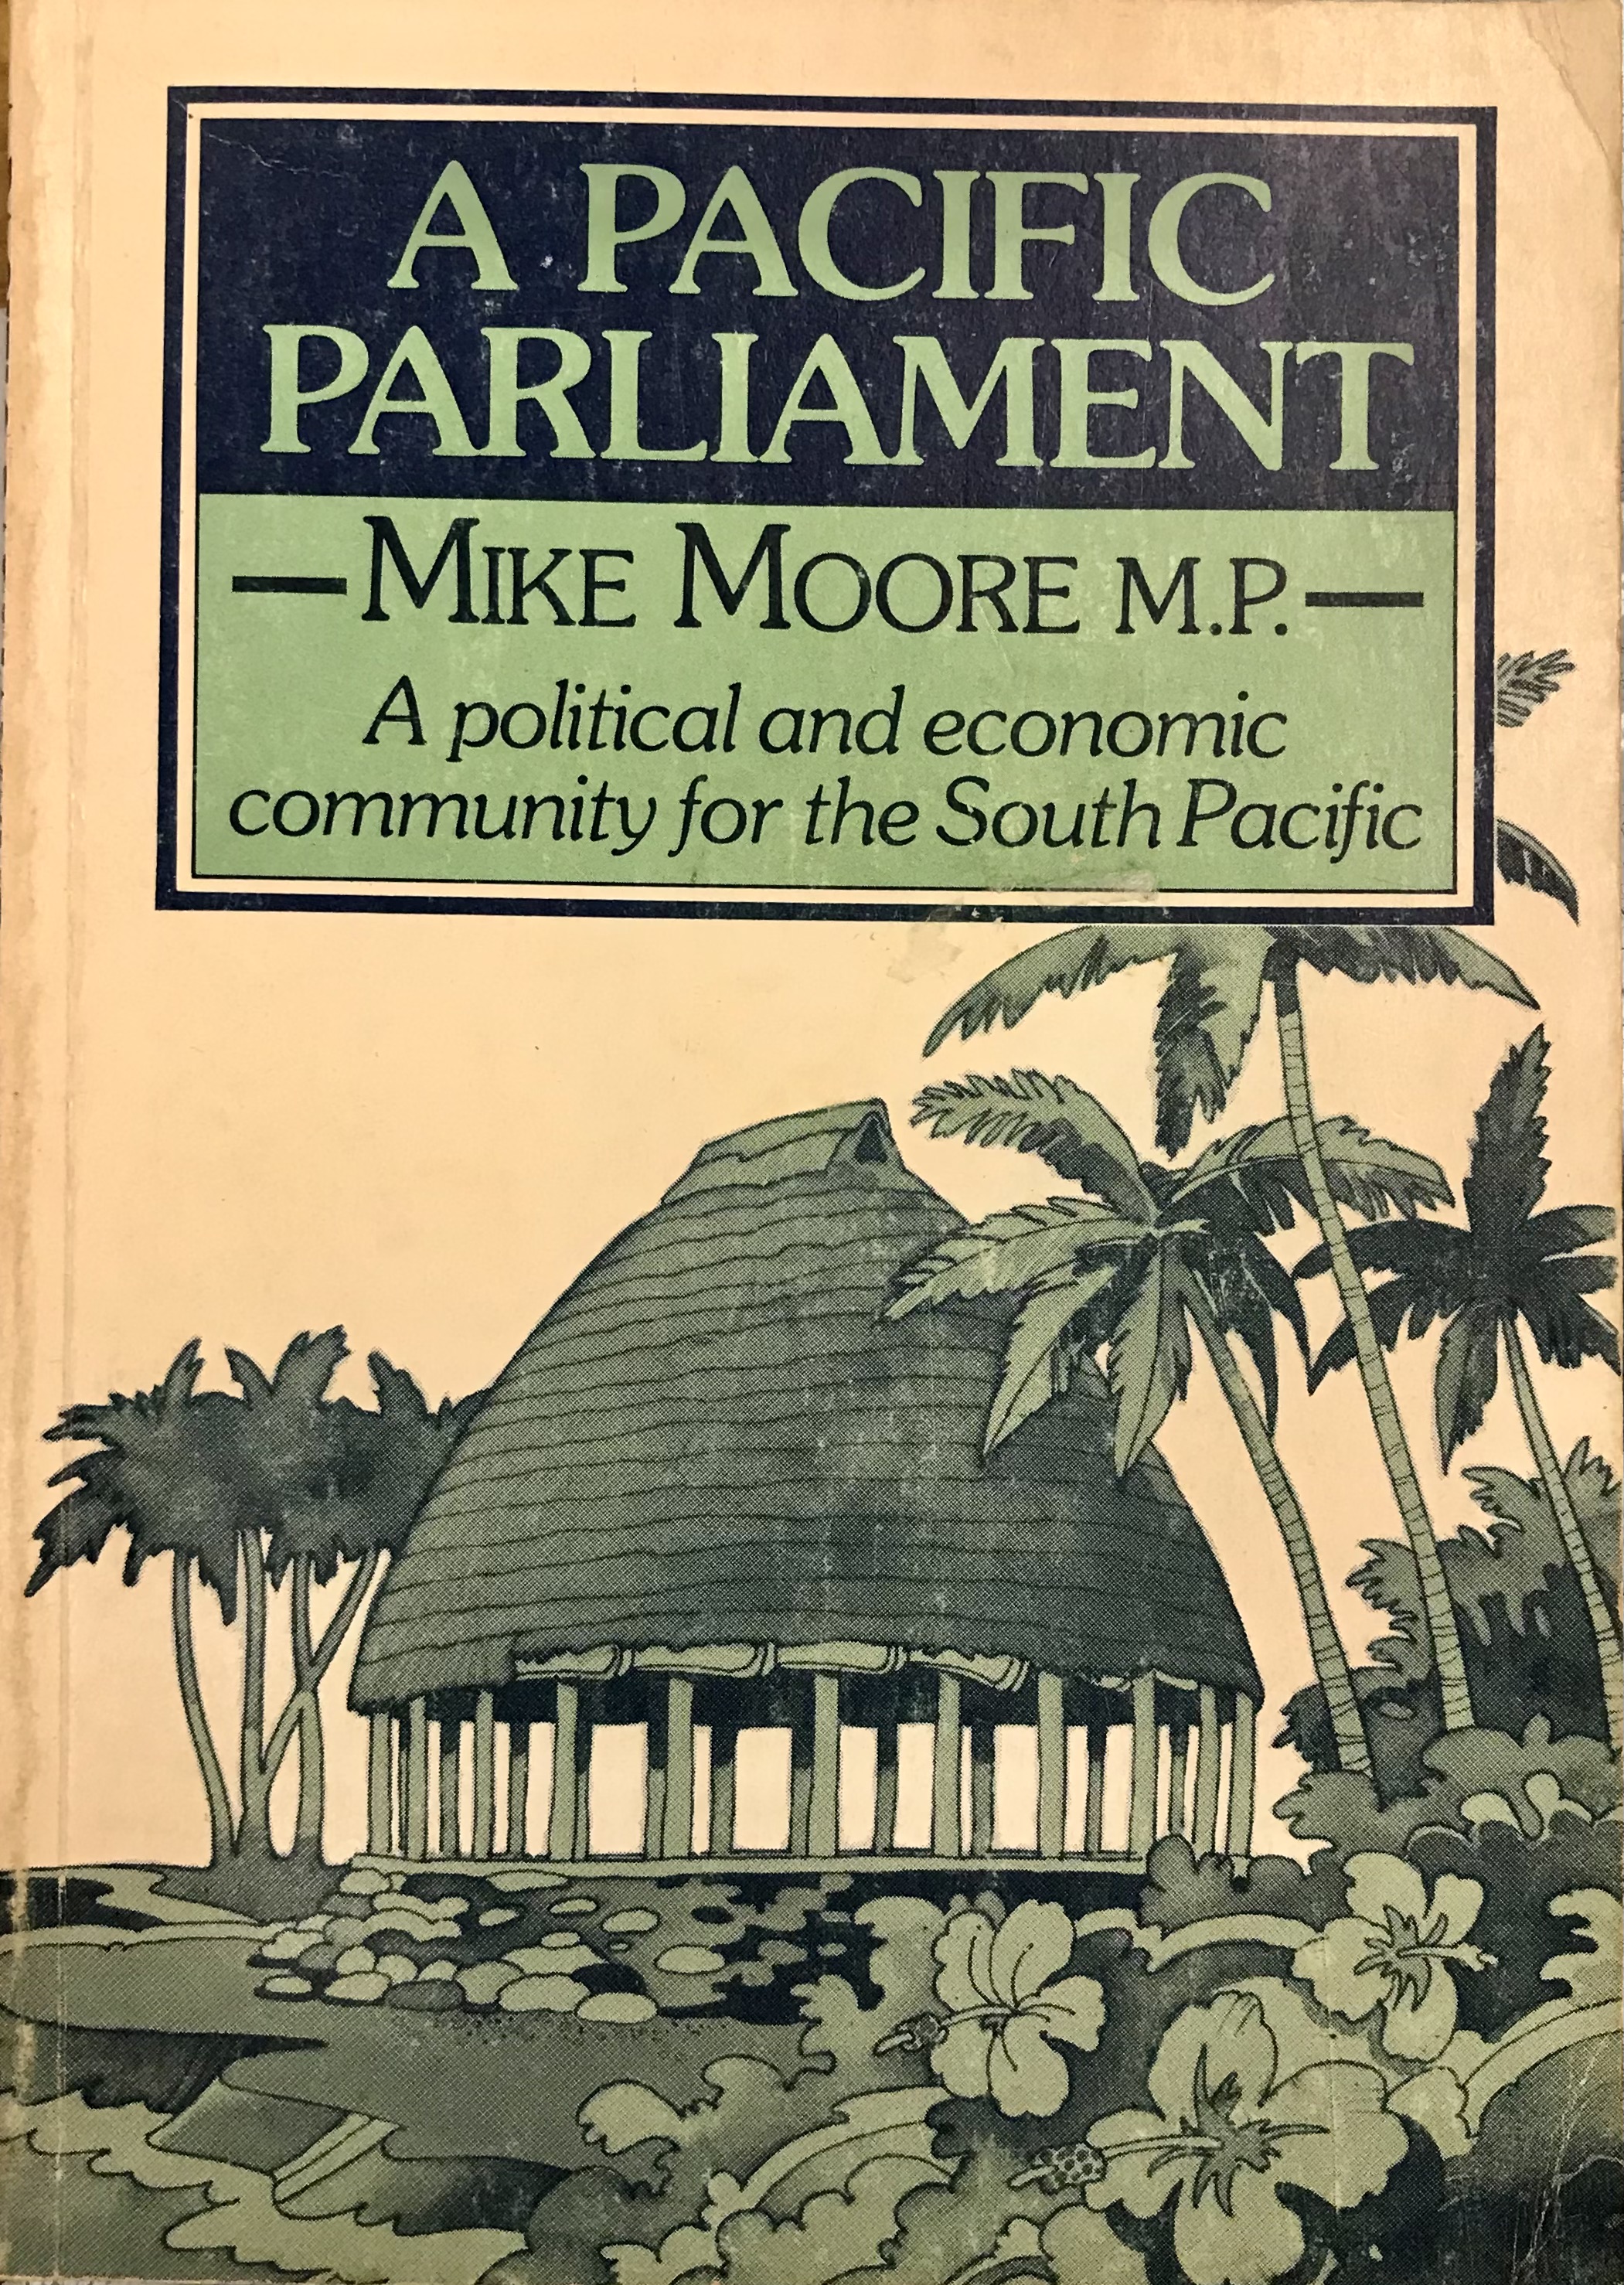 A PACIFIC
PARLIAMENT
—MIKE MOORE M.P.—
A political and economic
community for the South Pacific